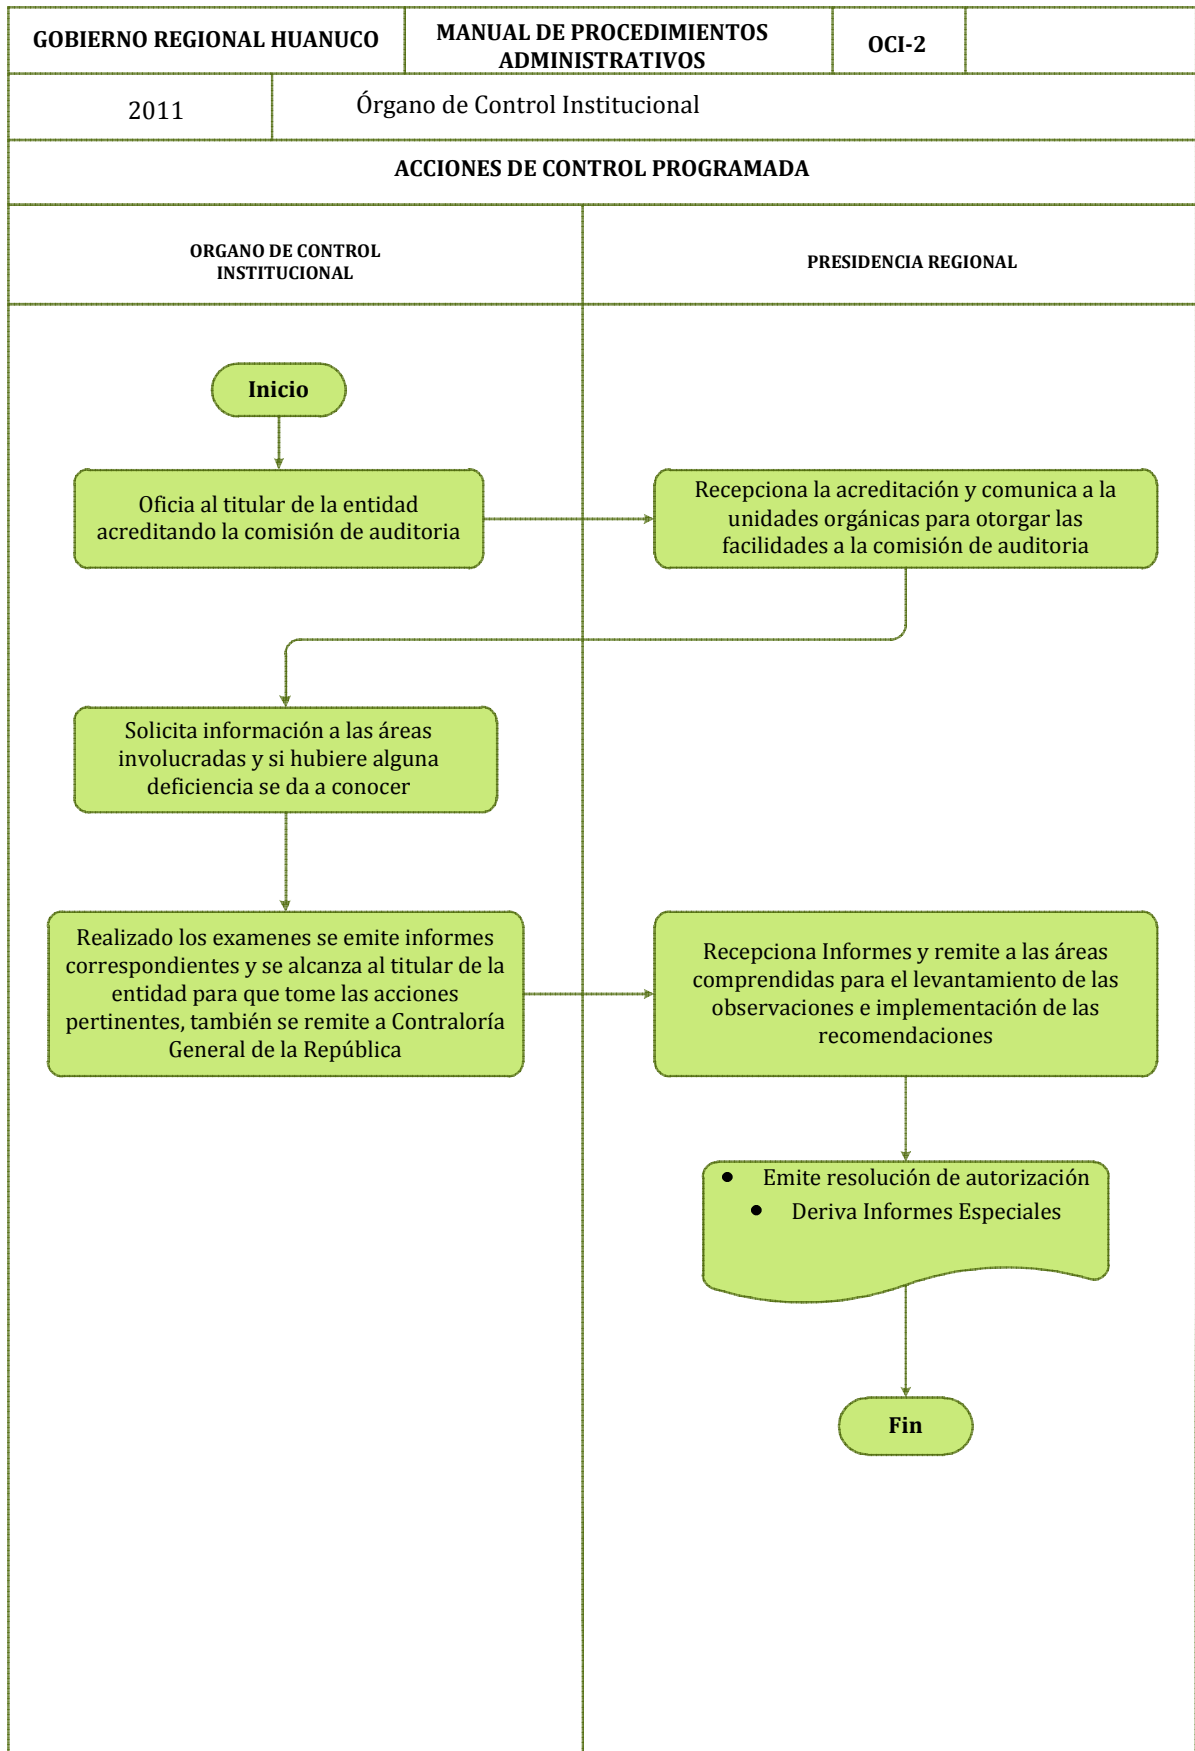 GOBIERNO REGIONAL HUANUCO
MANUAL DE PROCEDIMIENTOS
ADMINISTRATIVOS
OCI-2
2011
Órgano de Control Institucional
ACCIONES DE CONTROL PROGRAMADA
ORGANO DE CONTROL
INSTITUCIONAL
PRESIDENCIA REGIONAL
Inicio
Oficia al titular de la entidad
acreditando la comisión de auditoria
Recepciona la acreditación y comunica a la
unidades orgánicas para otorgar las
facilidades a la comisión de auditoria
Solicita información a las áreas
involucradas y si hubiere alguna
deficiencia se da a conocer
Realizado los examenes se emite informes
correspondientes y se alcanza al titular de la
entidad para que tome las acciones
pertinentes, también se remite a Contraloría
General de la República
Recepciona Informes y remite a las áreas
comprendidas para el levantamiento de las
observaciones e implementación de las
recomendaciones
• Emite resolución de autorización
• Deriva Informes Especiales
Fin